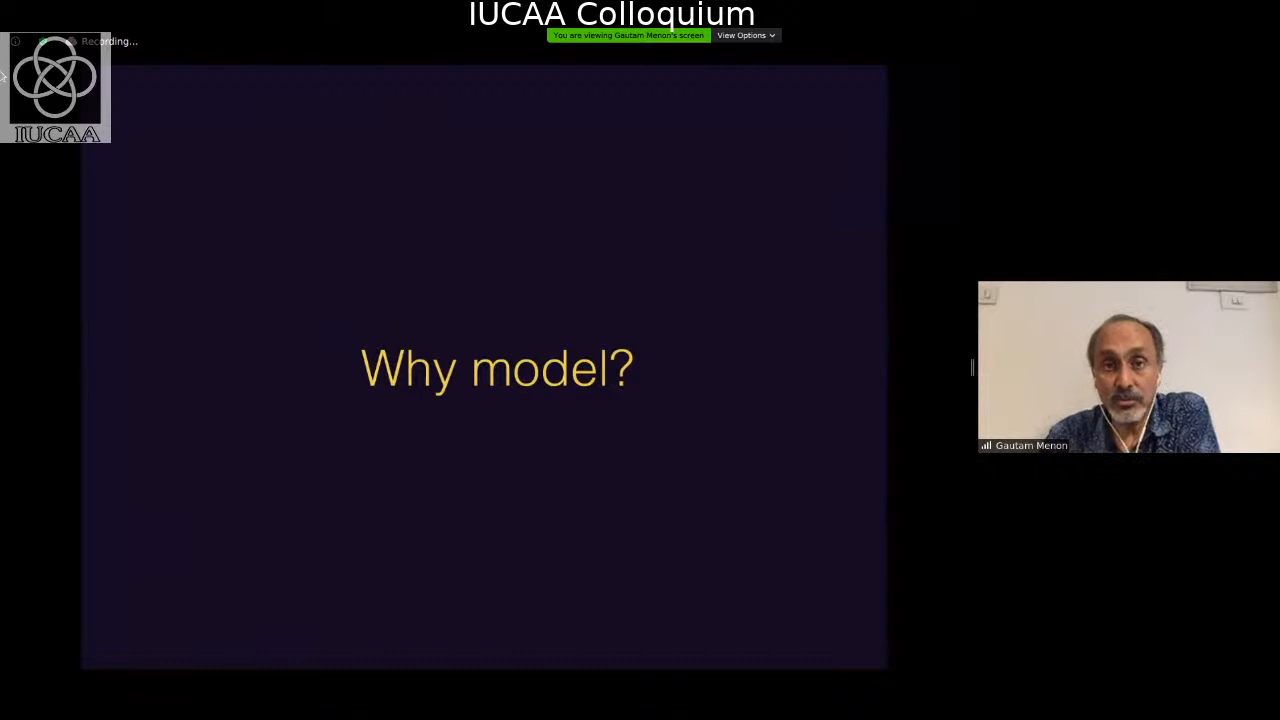 IUCAA Colloquium
Recording...
You are viewing Gautam Menon's screen
View Options
IUCAA
Why model?
Gautam Menon